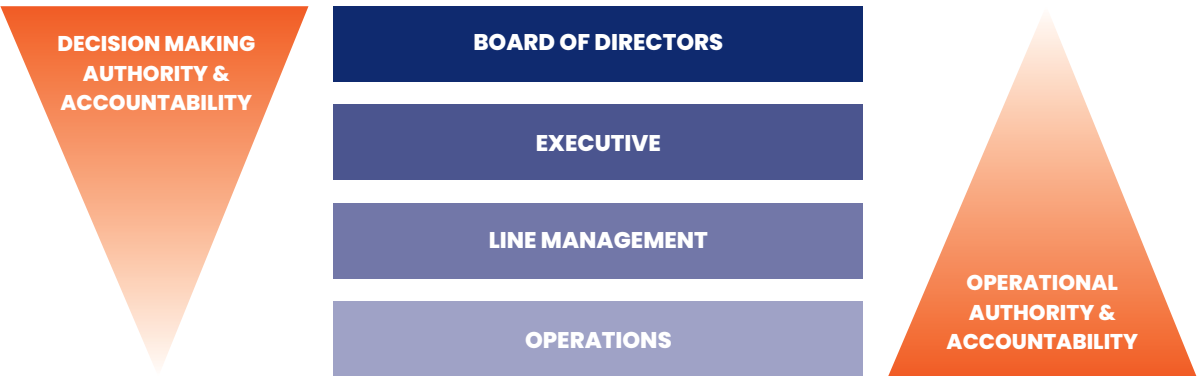 DECISION MAKING
AUTHORITY &
ACCOUNTABILITY
BOARD OF DIRECTORS
EXECUTIVE
LINE MANAGEMENT
OPERATIONS
OPERATIONAL
AUTHORITY &
ACCOUNTABILITY